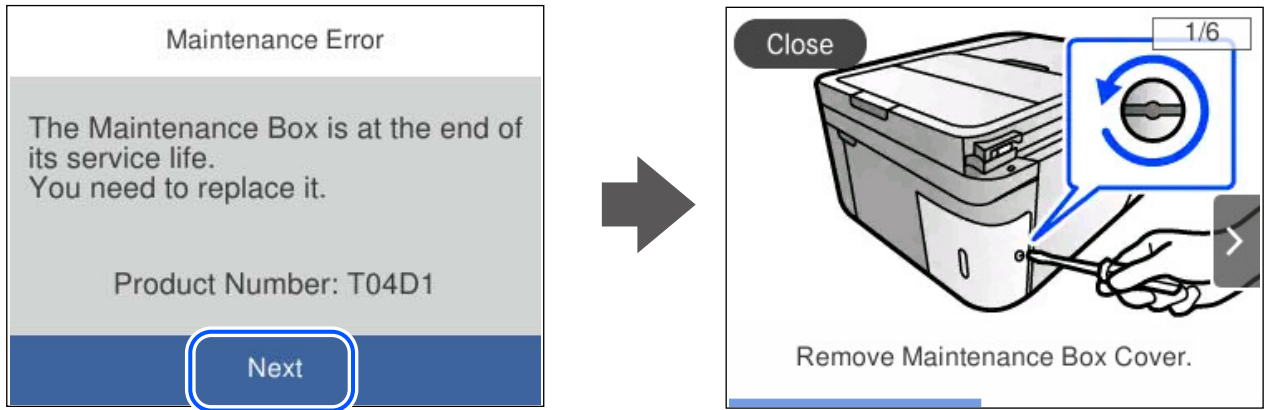 Maintenance Error
The Maintenance Box is at the end of
its service life.
You need to replace it.
Product Number: T04D1
Next
Close
1/6
Remove Maintenance Box Cover.